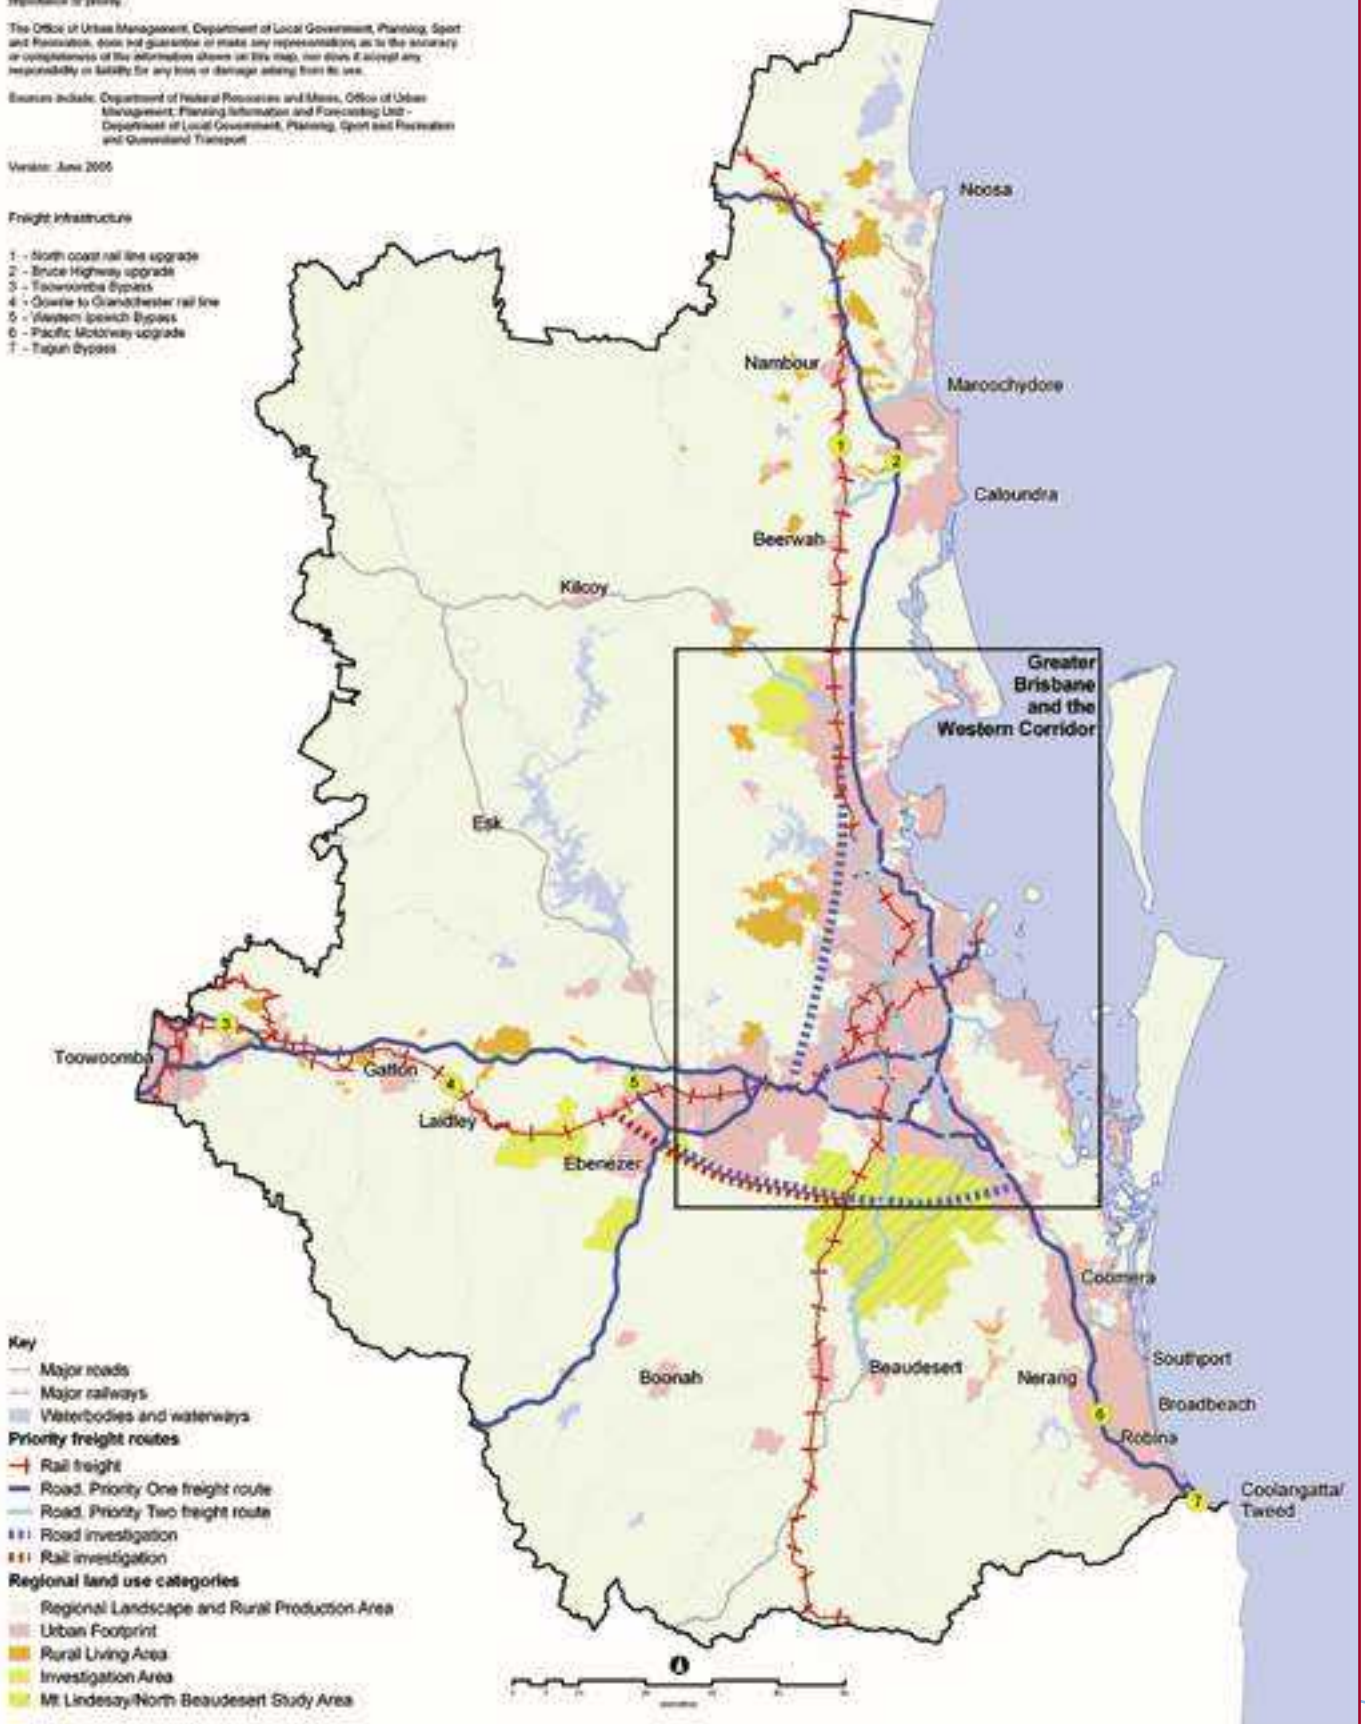 The Office of Urban Management, Department of Local Government, Planning, Sport
and Recreation, does not guarantee or make any representations as to the accuracy
or completeness of the information shown on this map, nor does it accept any
responsibility or liability for any loss or damage arising from its use.
Sources include: Department of Natural Resources and Mines, Office of Urban
Management; Planning Information and Forecasting Unit -
Department of Local Government, Planning, Sport and Recreation
and Queensland Transport
Version: June 2005
Freight infrastructure
1 - North coast rail line upgrade
2 - Bruce Highway upgrade
3 - Toowoomba Bypass
4 - Gowrie to Grandchester rail line
5 - Western Ipswich Bypass
6 - Pacific Motorway upgrade
7 - Tugun Bypass
Noosa
Nambour
Maroochydore
1
2
Caloundra
Beerwah
Kilcoy
Greater
Brisbane
and the
Western Corridor
Esk
3
Toowoomba
Gatton
4
5
Laidley
Ebenezer
Coomera
Boonah
Beaudesert
Nerang
Southport
Broadbeach
6
Robina
7
Coolangatta/
Tweed
Key
Major roads
Major railways
Waterbodies and waterways
Priority freight routes
Rail freight
Road. Priority One freight route
Road. Priority Two freight route
Road investigation
Rail investigation
Regional land use categories
Regional Landscape and Rural Production Area
Urban Footprint
Rural Living Area
Investigation Area
Mt Lindesay/North Beaudesert Study Area